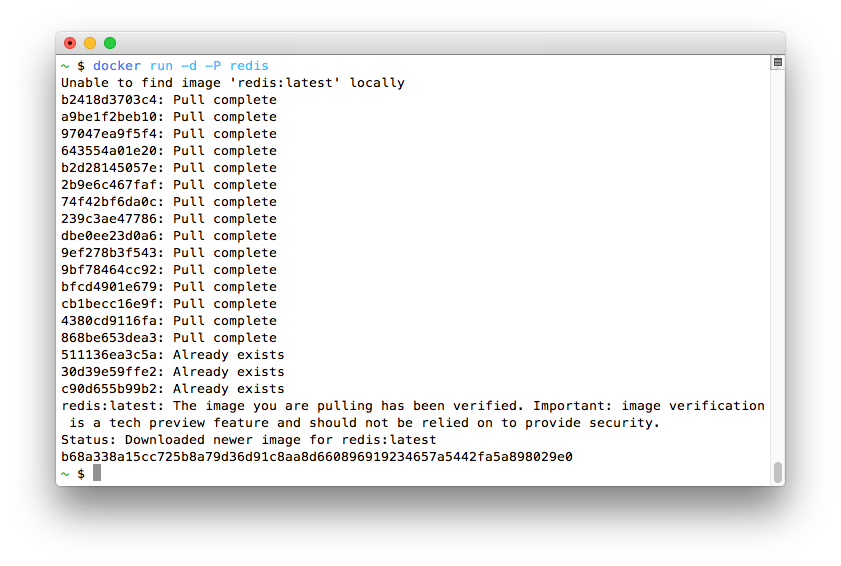 ~ $ docker run -d -P redis
Unable to find image 'redis:latest' locally
b2418d3703c4: Pull complete
a9be1f2beb10: Pull complete
97047ea9f5f4: Pull complete
643554a01e20: Pull complete
b2d28145057e: Pull complete
2b9e6c467faf: Pull complete
74f42bf6da0c: Pull complete
239c3ae47786: Pull complete
dbe0ee23d0a6: Pull complete
9ef278b3f543: Pull complete
9bf78464cc92: Pull complete
bfcd4901e679: Pull complete
cb1becc16e9f: Pull complete
4380cd9116fa: Pull complete
868be653dea3: Pull complete
511136ea3c5a: Already exists
30d39e59ffe2: Already exists
c90d655b99b2: Already exists
redis:latest: The image you are pulling has been verified. Important: image verification
 is a tech preview feature and should not be relied on to provide security.
Status: Downloaded newer image for redis:latest
b68a338a15cc725b8a79d36d91c8aa8d660896919234657a5442fa5a898029e0
~ $